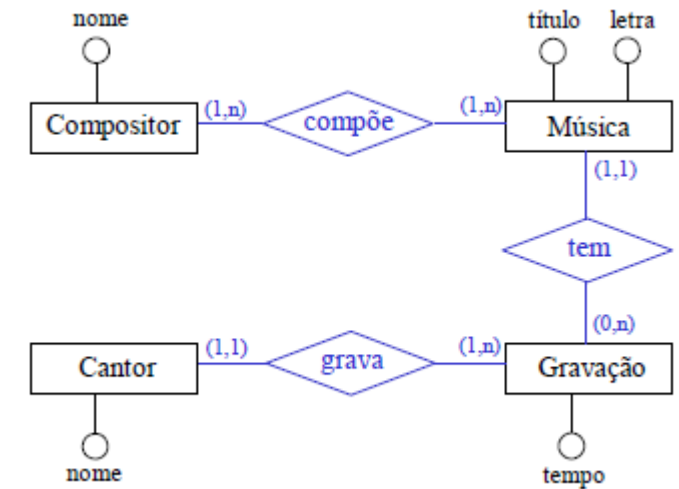 nome
título letra
Compositor (1,n) compõe (1,n) Música
(1,1)
tem
(0,n)
Cantor (1,1) grava (1,n) Gravação
nome tempo